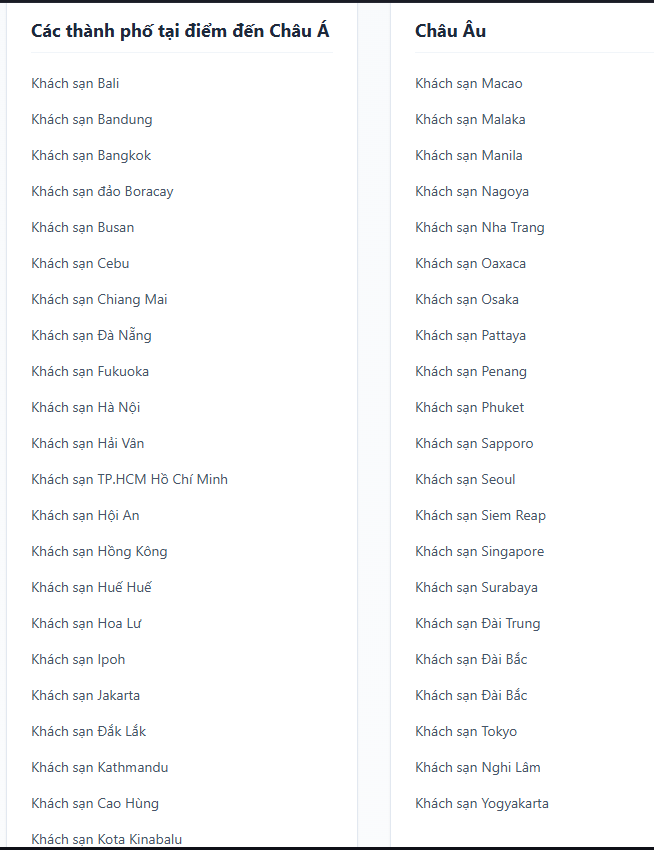 Các thành phố tại điểm đến Châu Á
Khách sạn Bali
Khách sạn Bandung
Khách sạn Bangkok
Khách sạn đảo Boracay
Khách sạn Busan
Khách sạn Cebu
Khách sạn Chiang Mai
Khách sạn Đà Nẵng
Khách sạn Fukuoka
Khách sạn Hà Nội
Khách sạn Hải Vân
Khách sạn TP.HCM Hồ Chí Minh
Khách sạn Hội An
Khách sạn Hồng Kông
Khách sạn Huế Huế
Khách sạn Hoa Lư
Khách sạn Ipoh
Khách sạn Jakarta
Khách sạn Đắk Lắk
Khách sạn Kathmandu
Khách sạn Cao Hùng
Khách sạn Kota Kinabalu
Châu Âu
Khách sạn Macao
Khách sạn Malaka
Khách sạn Manila
Khách sạn Nagoya
Khách sạn Nha Trang
Khách sạn Oaxaca
Khách sạn Osaka
Khách sạn Pattaya
Khách sạn Penang
Khách sạn Phuket
Khách sạn Sapporo
Khách sạn Seoul
Khách sạn Siem Reap
Khách sạn Singapore
Khách sạn Surabaya
Khách sạn Đài Trung
Khách sạn Đài Bắc
Khách sạn Đài Bắc
Khách sạn Tokyo
Khách sạn Nghi Lâm
Khách sạn Yogyakarta